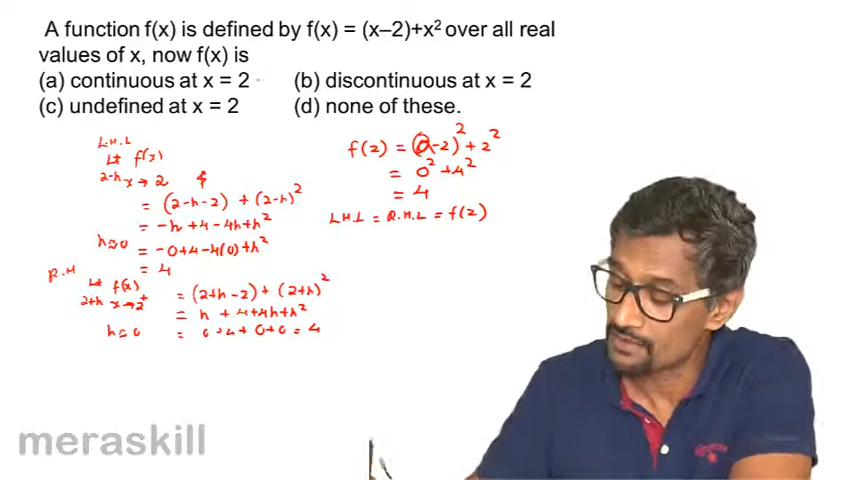 A function f(x) is defined by f(x) = (x–2)+x² over all real
values of x, now f(x) is
(a) continuous at x = 2 (b) discontinuous at x = 2
(c) undefined at x = 2 (d) none of these.
L.H.L
Lt f(x)
2-h x→2
= (2-h-2) + (2-h)²
= -h+4-4h+h²
h≈0 = -0+4-4(0)+h²
= 4
R.H
Lt f(x) = (2+h-2)+(2+h)²
2+h x→2⁺
= h+4+4h+h²
h≈0 = 0+4+0+0=4
f(2) = (2-2)²+2²
= 0²+4²
= 4
L.H.L = R.H.L = f(2)
meraskill